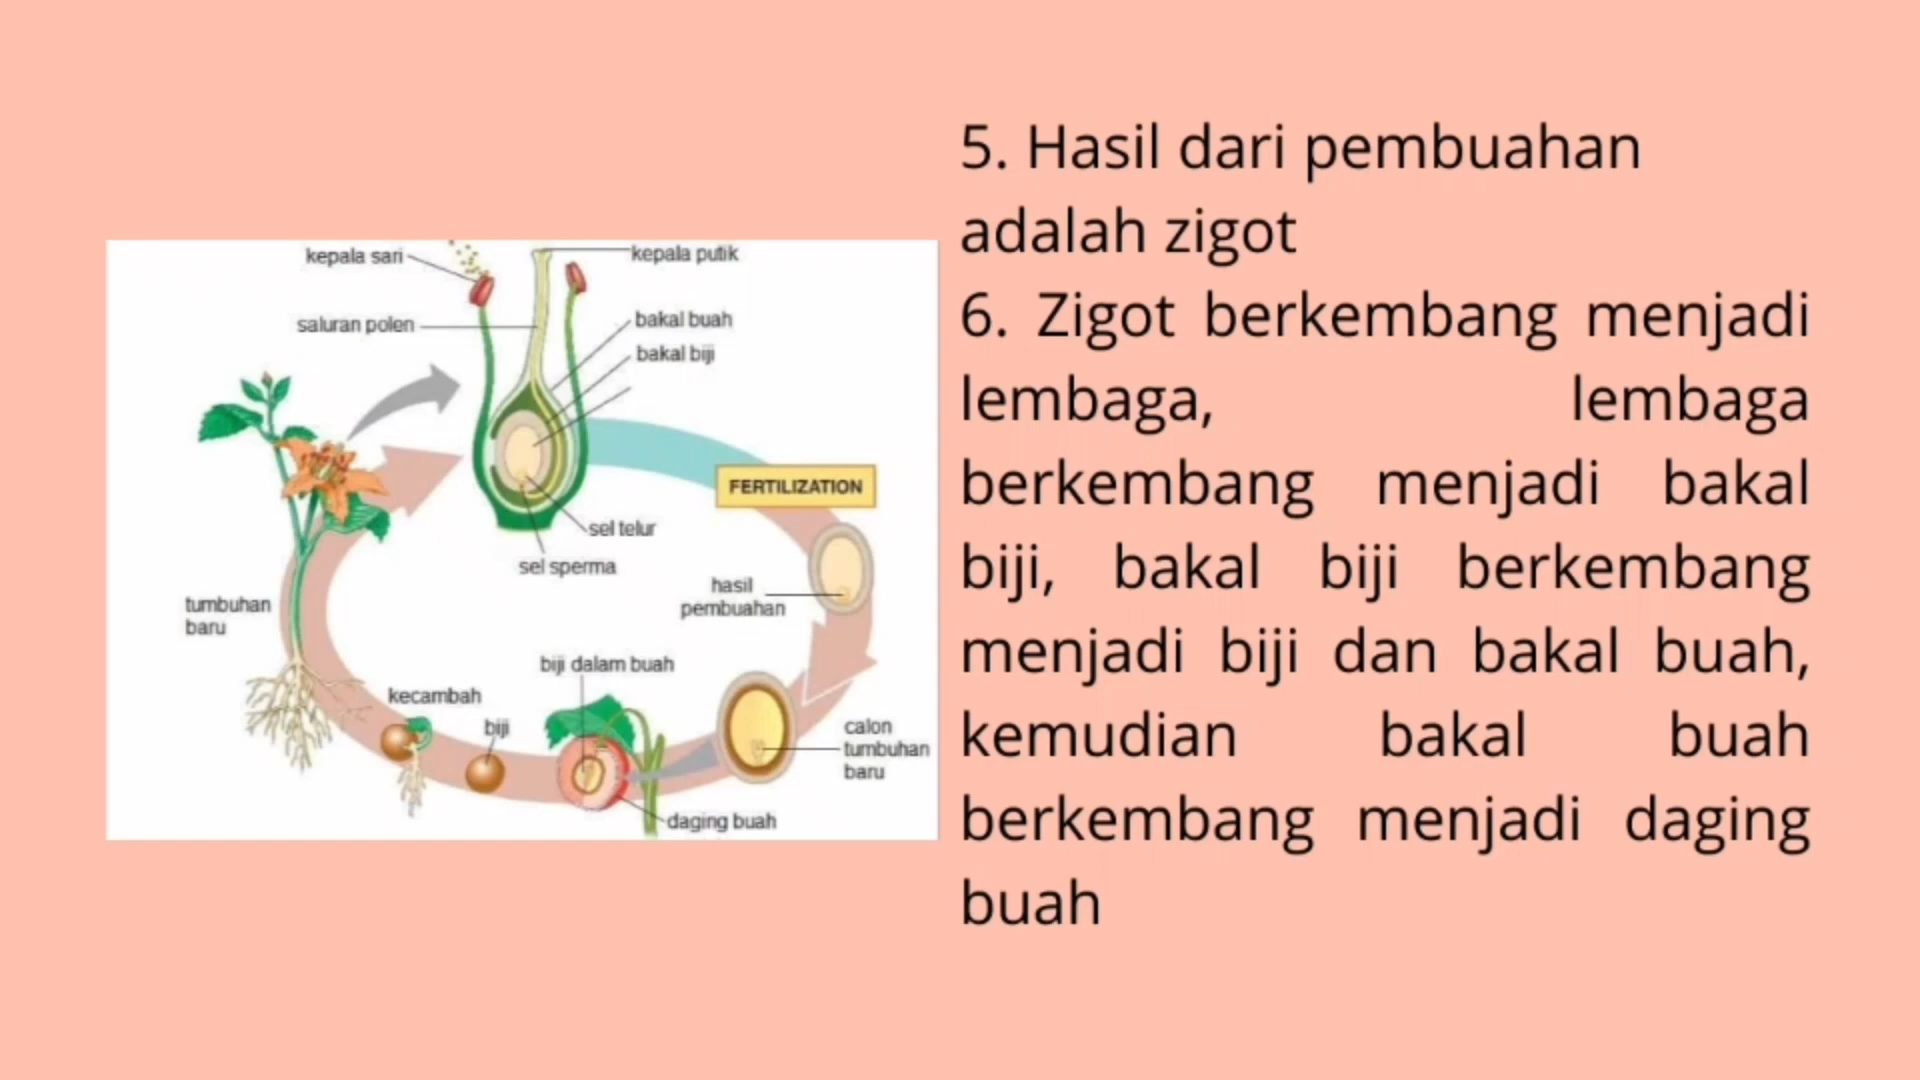 kepala sari
kepala putik
saluran polen
bakal buah
bakal biji
FERTILIZATION
sel telur
sel sperma
hasil
pembuahan
tumbuhan
baru
biji dalam buah
kecambah
biji
calon
tumbuhan
baru
daging buah
5. Hasil dari pembuahan
adalah zigot
6. Zigot berkembang menjadi
lembaga, lembaga
berkembang menjadi bakal
biji, bakal biji berkembang
menjadi biji dan bakal buah,
kemudian bakal buah
berkembang menjadi daging
buah